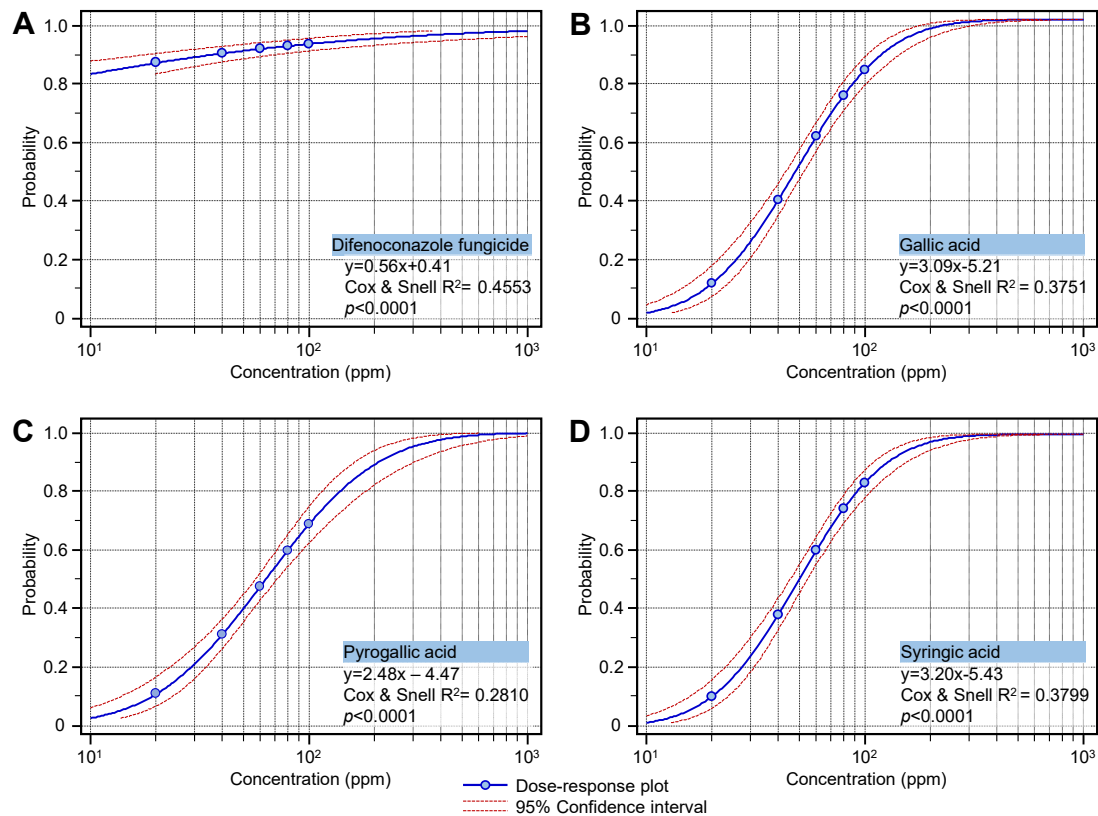 A
1.0
0.8
0.6
0.4
0.2
0
Probability
Difenoconazole fungicide
y=0.56x+0.41
Cox & Snell R²= 0.4553
p<0.0001
10¹
10²
10³
Concentration (ppm)
B
1.0
0.8
0.6
0.4
0.2
0
Probability
Gallic acid
y=3.09x-5.21
Cox & Snell R² = 0.3751
p<0.0001
10¹
10²
10³
Concentration (ppm)
C
1.0
0.8
0.6
0.4
0.2
0
Probability
Pyrogallic acid
y=2.48x – 4.47
Cox & Snell R²= 0.2810
p<0.0001
10¹
10²
10³
Concentration (ppm)
D
1.0
0.8
0.6
0.4
0.2
0
Probability
Syringic acid
y=3.20x-5.43
Cox & Snell R² = 0.3799
p<0.0001
10¹
10²
10³
Concentration (ppm)
Dose-response plot
95% Confidence interval